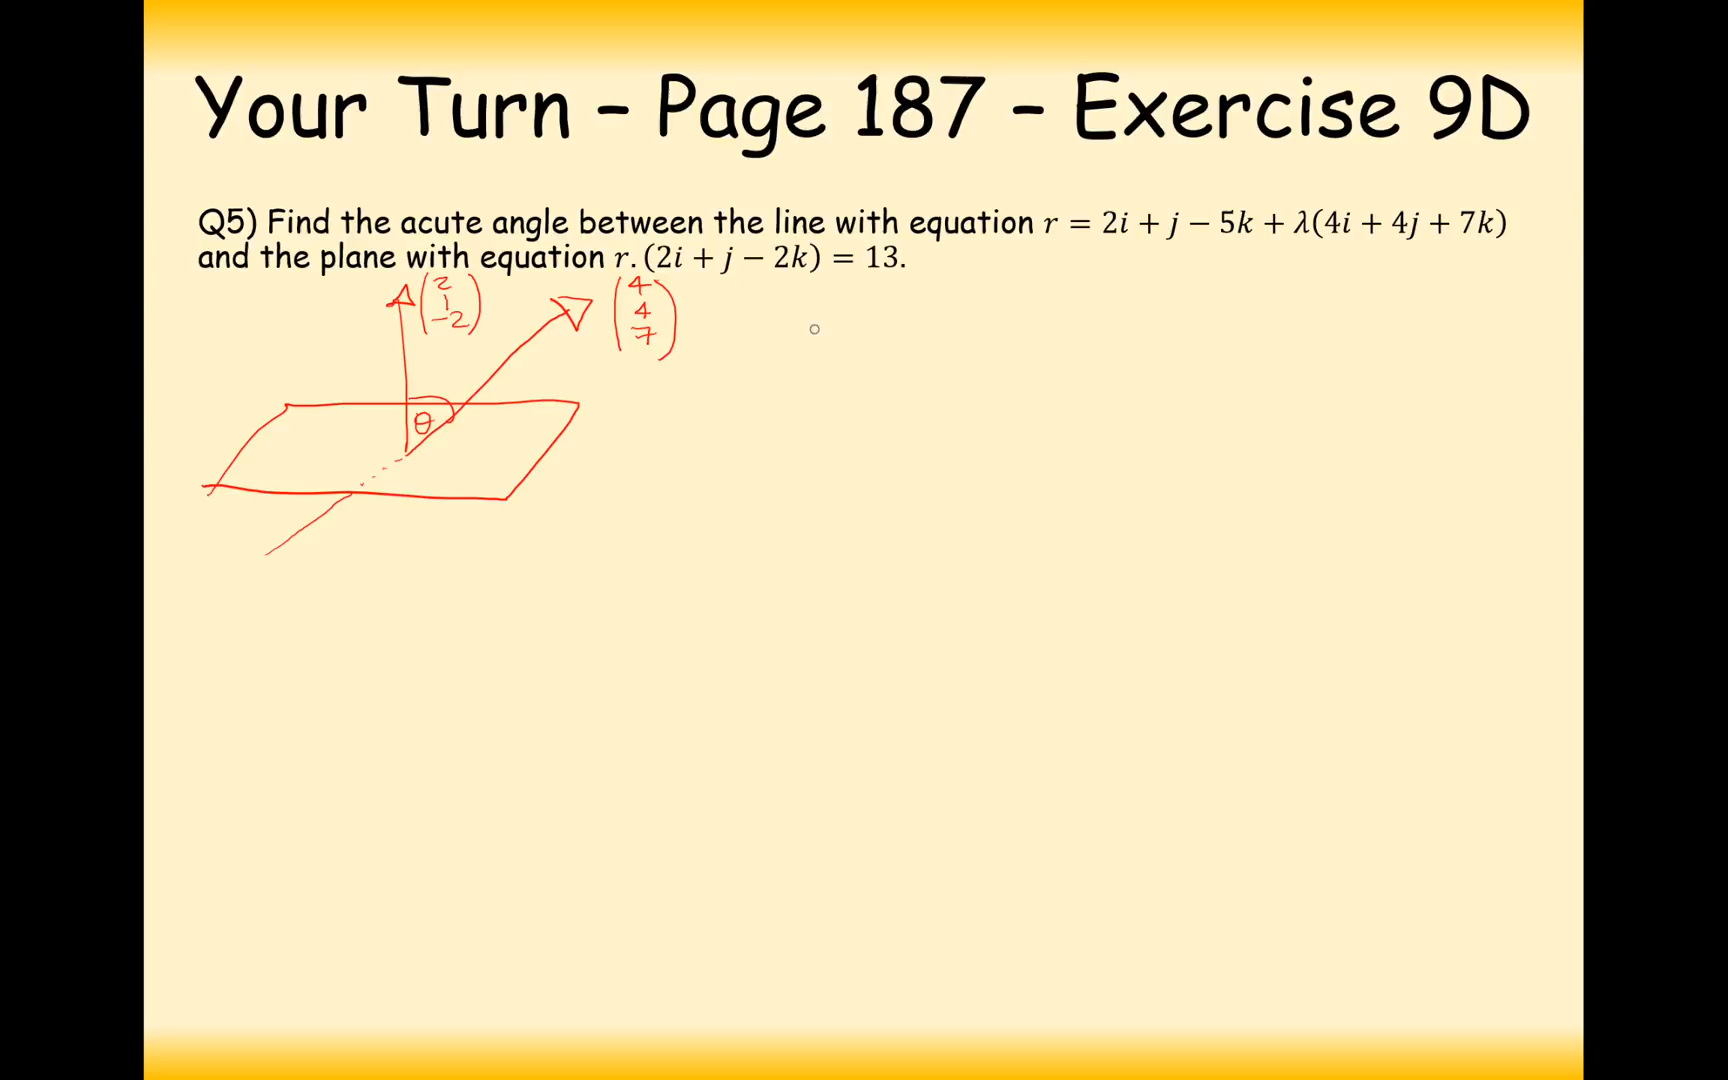 Your Turn – Page 187 – Exercise 9D
Q5) Find the acute angle between the line with equation r = 2i + j − 5k + λ(4i + 4j + 7k)
and the plane with equation r. (2i + j − 2k) = 13.
(2
1
−2)
(4
4
7)
θ